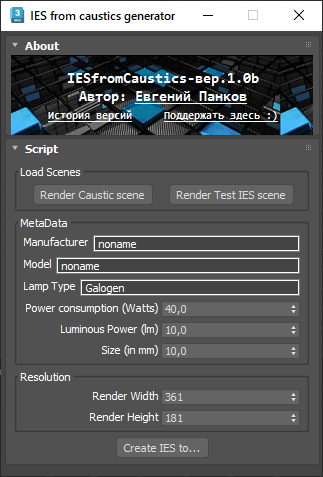 IES from caustics generator
About
IESfromCaustics-вер.1.0b
Автор: Евгений Панков
История версий Поддержать здесь :)
Script
Load Scenes
Render Caustic scene Render Test IES scene
MetaData
Manufacturer noname
Model noname
Lamp Type Galogen
Power consumption (Watts) 40,0
Luminous Power (lm) 10,0
Size (in mm) 10,0
Resolution
Render Width 361
Render Height 181
Create IES to...